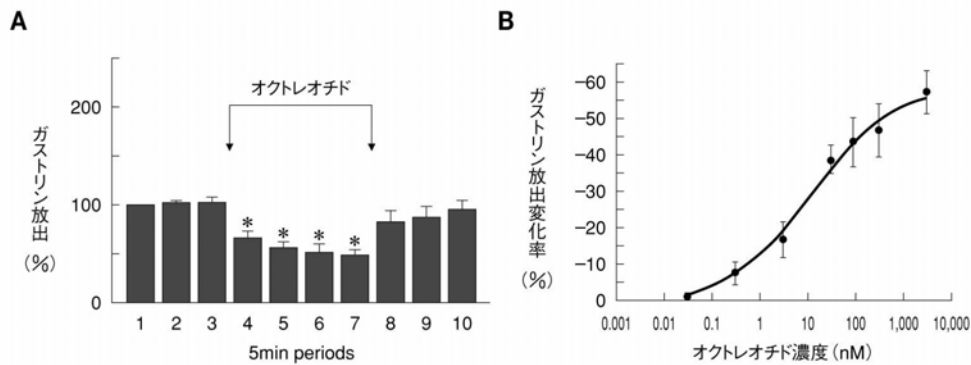 A
オクトレオチド
200
100
0
ガストリン放出(%)
* * * *
1 2 3 4 5 6 7 8 9 10
5min periods
B
−60
−50
−40
−30
−20
−10
0
ガストリン放出変化率(%)
0.001 0.01 0.1 1 10 100 1,000 10,000
オクトレオチド濃度(nM)